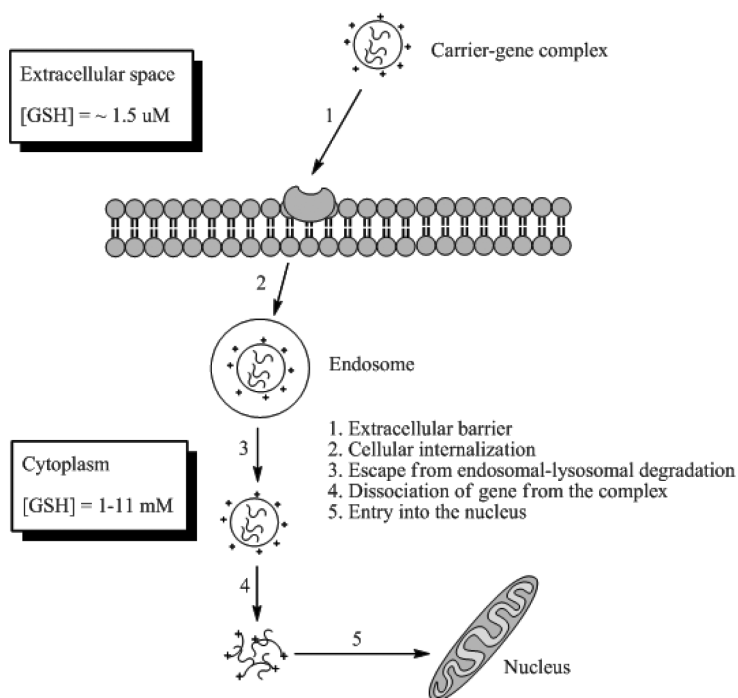 Carrier-gene complex
Extracellular space
[GSH] = ~ 1.5 uM
1
2
Endosome
3
1. Extracellular barrier
2. Cellular internalization
3. Escape from endosomal-lysosomal degradation
4. Dissociation of gene from the complex
5. Entry into the nucleus
Cytoplasm
[GSH] = 1-11 mM
4
5
Nucleus